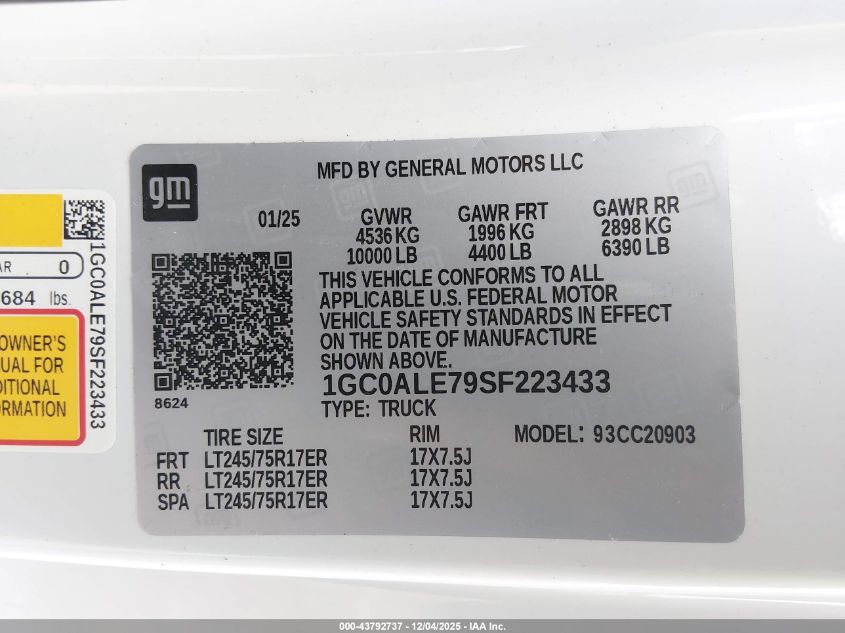 gm
MFD BY GENERAL MOTORS LLC
01/25
GVWR
4536 KG
10000 LB
GAWR FRT
1996 KG
4400 LB
GAWR RR
2898 KG
6390 LB
THIS VEHICLE CONFORMS TO ALL
APPLICABLE U.S. FEDERAL MOTOR
VEHICLE SAFETY STANDARDS IN EFFECT
ON THE DATE OF MANUFACTURE
SHOWN ABOVE.
8624
1GC0ALE79SF223433
TYPE: TRUCK
MODEL: 93CC20903
TIRE SIZE RIM
FRT LT245/75R17ER 17X7.5J
RR LT245/75R17ER 17X7.5J
SPA LT245/75R17ER 17X7.5J
AR 0
684 lbs.
OWNER'S
UAL FOR
DITIONAL
ORMATION
1GC0ALE79SF223433
000-43792737 - 12/04/2025 - IAA Inc.